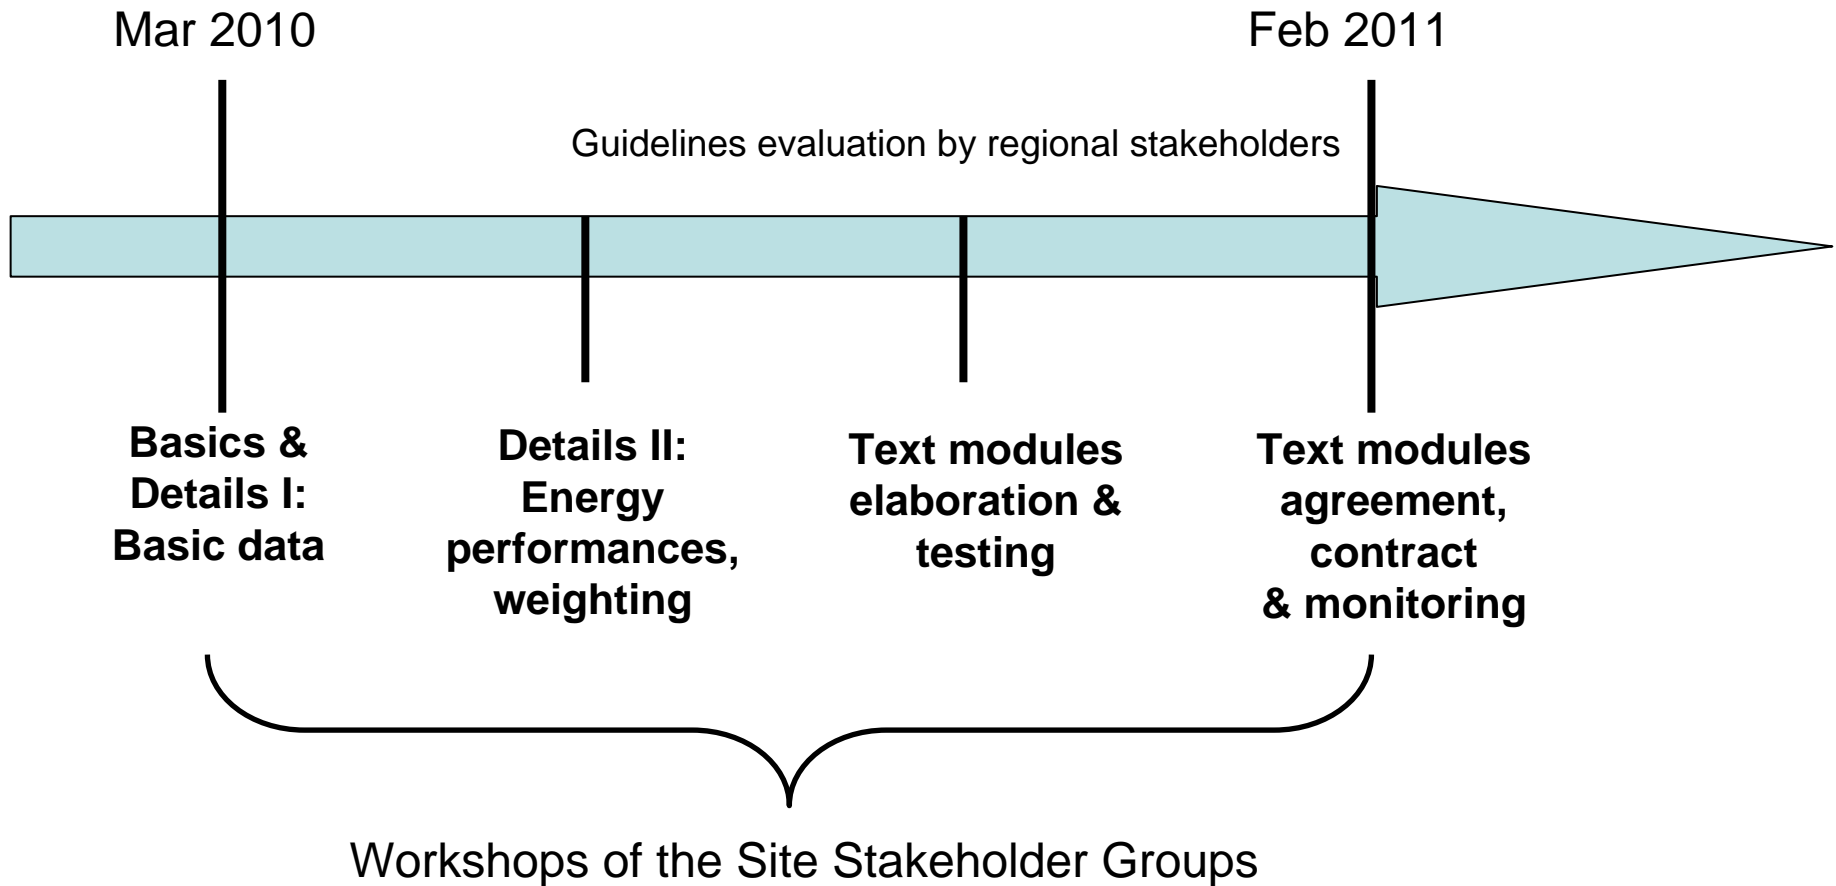 Mar 2010
Feb 2011
Guidelines evaluation by regional stakeholders
Basics &
Details I:
Basic data
Details II:
Energy
performances,
weighting
Text modules
elaboration &
testing
Text modules
agreement,
contract
& monitoring
Workshops of the Site Stakeholder Groups